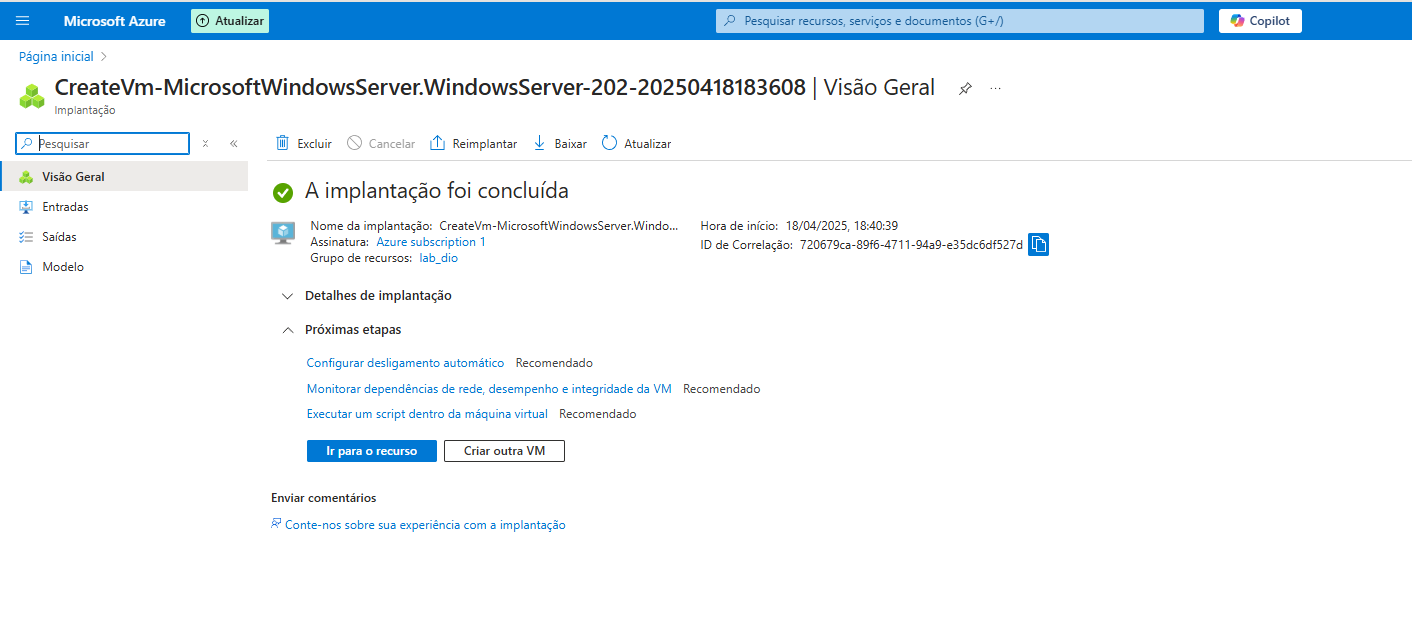 Microsoft Azure
Atualizar
Pesquisar recursos, serviços e documentos (G+/)
Copilot
Página inicial
CreateVm-MicrosoftWindowsServer.WindowsServer-202-20250418183608 | Visão Geral
Implantação
Pesquisar
Excluir
Cancelar
Reimplantar
Baixar
Atualizar
Visão Geral
Entradas
Saídas
Modelo
A implantação foi concluída
Nome da implantação: CreateVm-MicrosoftWindowsServer.Windo...
Assinatura: Azure subscription 1
Grupo de recursos: lab_dio
Hora de início: 18/04/2025, 18:40:39
ID de Correlação: 720679ca-89f6-4711-94a9-e35dc6df527d
Detalhes de implantação
Próximas etapas
Configurar desligamento automático Recomendado
Monitorar dependências de rede, desempenho e integridade da VM Recomendado
Executar um script dentro da máquina virtual Recomendado
Ir para o recurso
Criar outra VM
Enviar comentários
Conte-nos sobre sua experiência com a implantação